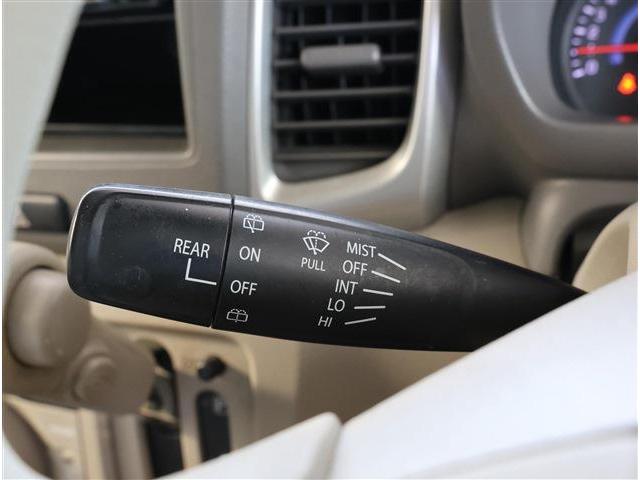 REAR
ON
OFF
PULL
MIST
OFF
INT
LO
HI